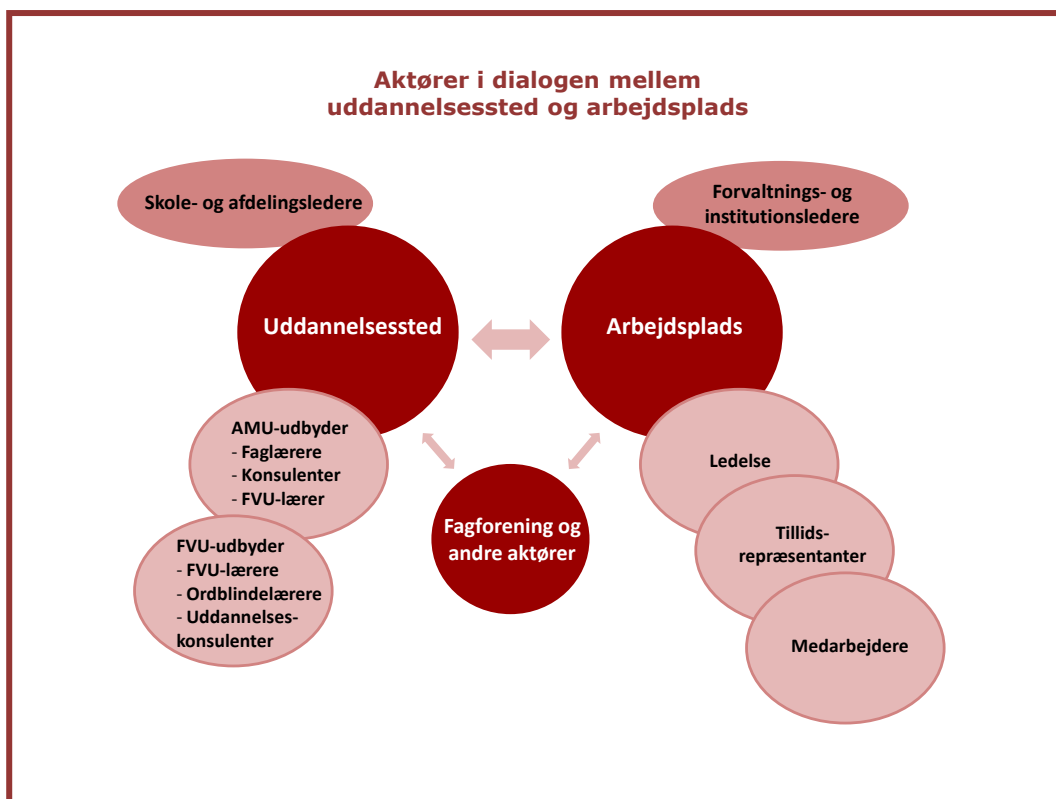 Aktører i dialogen mellem
uddannelsessted og arbejdsplads
Skole- og afdelingsledere
Forvaltnings- og
institutionsledere
Uddannelsessted
Arbejdsplads
AMU-udbyder
- Faglærere
- Konsulenter
- FVU-lærer
FVU-udbyder
- FVU-lærere
- Ordblindelærere
- Uddannelses-
konsulenter
Fagforening og
andre aktører
Ledelse
Tillids-
repræsentanter
Medarbejdere